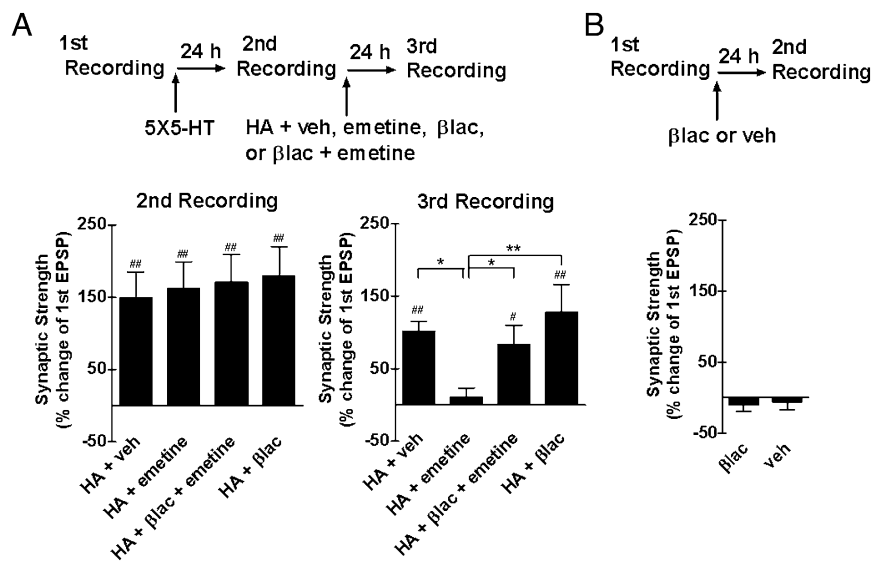 A
1st
Recording
24 h
2nd
Recording
24 h
3rd
Recording
5X5-HT
HA + veh, emetine, βlac,
or βlac + emetine
B
1st
Recording
24 h
2nd
Recording
βlac or veh
2nd Recording
Synaptic Strength
(% change of 1st EPSP)
250
150
50
-50
##
##
##
##
HA + veh
HA + emetine
HA + βlac + emetine
HA + βlac
3rd Recording
Synaptic Strength
(% change of 1st EPSP)
250
150
50
-50
**
*
*
##
#
##
HA + veh
HA + emetine
HA + βlac + emetine
HA + βlac
Synaptic Strength
(% change of 1st EPSP)
250
150
50
-50
βlac
veh